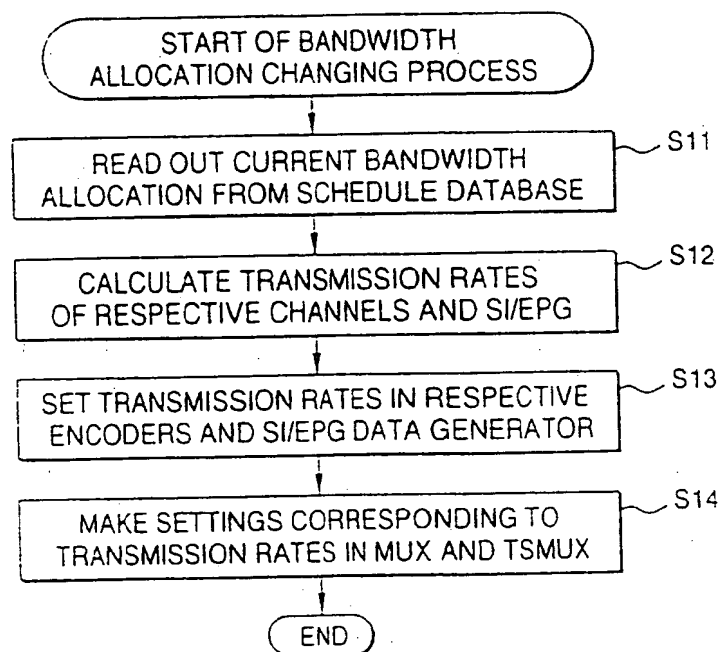 START OF BANDWIDTH
ALLOCATION CHANGING PROCESS
S11
READ OUT CURRENT BANDWIDTH
ALLOCATION FROM SCHEDULE DATABASE
S12
CALCULATE TRANSMISSION RATES
OF RESPECTIVE CHANNELS AND SI/EPG
S13
SET TRANSMISSION RATES IN RESPECTIVE
ENCODERS AND SI/EPG DATA GENERATOR
S14
MAKE SETTINGS CORRESPONDING TO
TRANSMISSION RATES IN MUX AND TSMUX
END